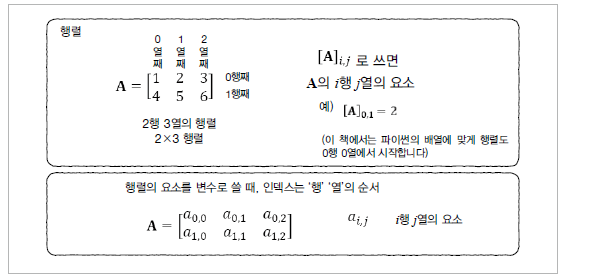 행렬
0 1 2
열 열 열
째 째 째
A = [1 2 3] 0행째
[4 5 6] 1행째
2행 3열의 행렬
2×3 행렬
[A]i,j 로 쓰면
A의 i행 j열의 요소
예) [A]0,1 = 2
(이 책에서는 파이썬의 배열에 맞게 행렬도
0행 0열에서 시작합니다)
행렬의 요소를 변수로 쓸 때, 인덱스는 '행' '열'의 순서
A = [a0,0 a0,1 a0,2]
[a1,0 a1,1 a1,2]
ai,j i행 j열의 요소